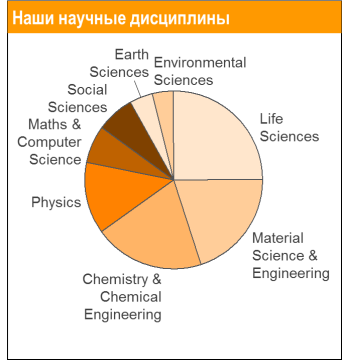 Наши научные дисциплины
Earth
Sciences
Environmental
Sciences
Social
Sciences
Life
Sciences
Maths &
Computer
Science
Physics
Material
Science &
Engineering
Chemistry &
Chemical
Engineering